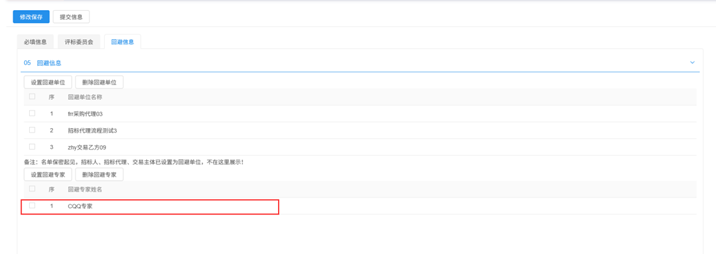 修改保存 提交信息
必填信息 评标委员会 回避信息
05 回避信息
设置回避单位 删除回避单位
序 回避单位名称
1 fn采购代理03
2 招标代理流程测试3
3 zhy交易乙方09
备注：名单保密起见，招标人、招标代理、交易主体已设置为回避单位，不在这里展示！
设置回避专家 删除回避专家
序 回避专家姓名
1 CQQ专家